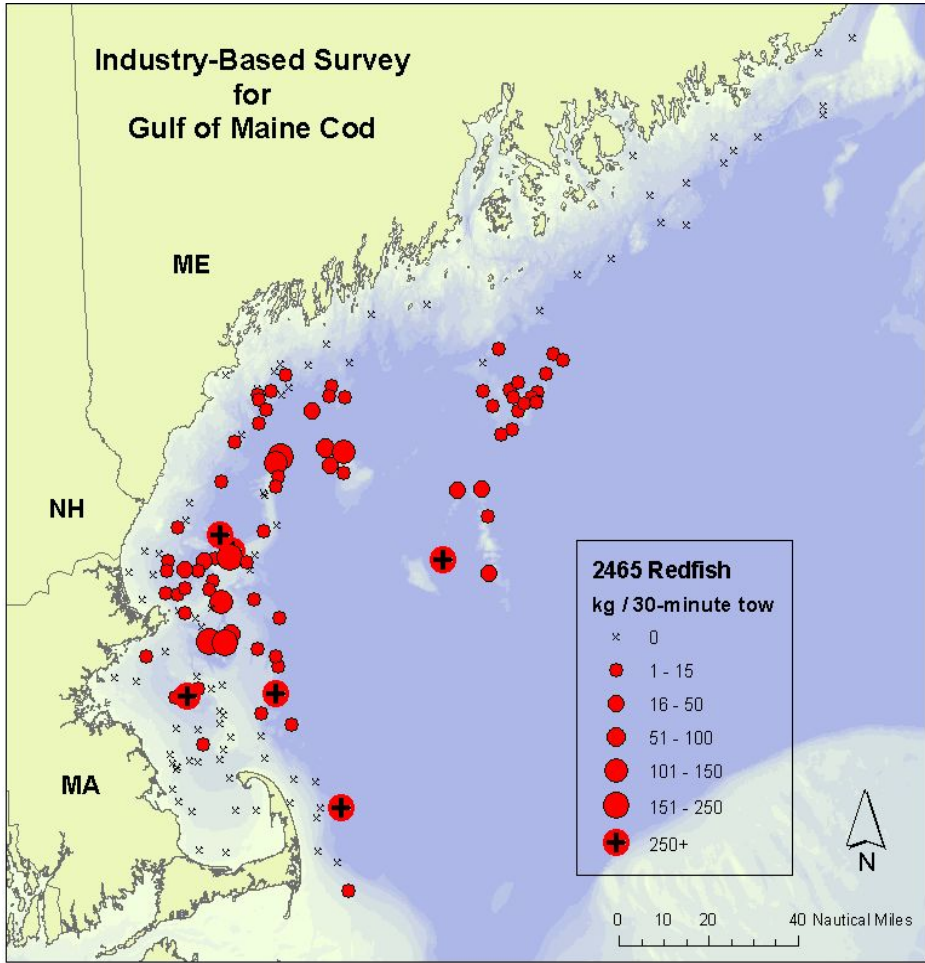 Industry-Based Survey
for
Gulf of Maine Cod
ME
NH
MA
2465 Redfish
kg / 30-minute tow
0
1 - 15
16 - 50
51 - 100
101 - 150
151 - 250
250+
N
0 10 20 40 Nautical Miles